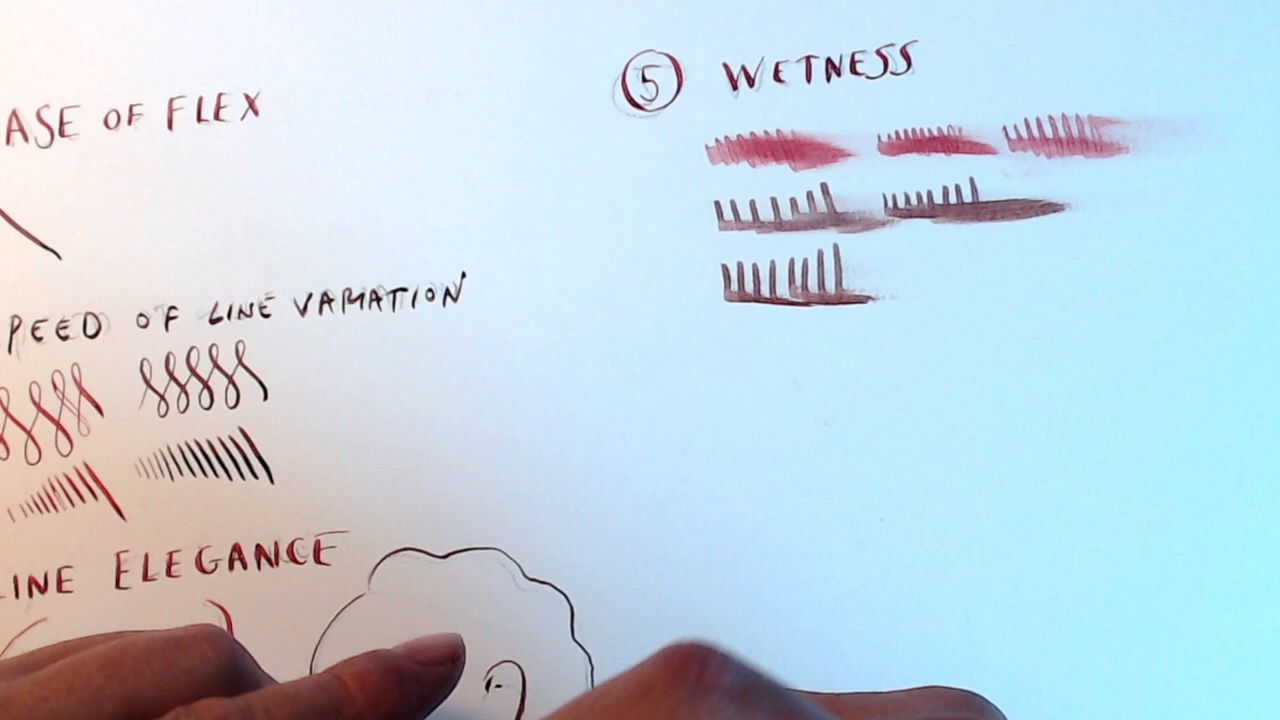 ASE OF FLEX
PEED OF LINE VARIATION
LINE ELEGANCE
5 WETNESS